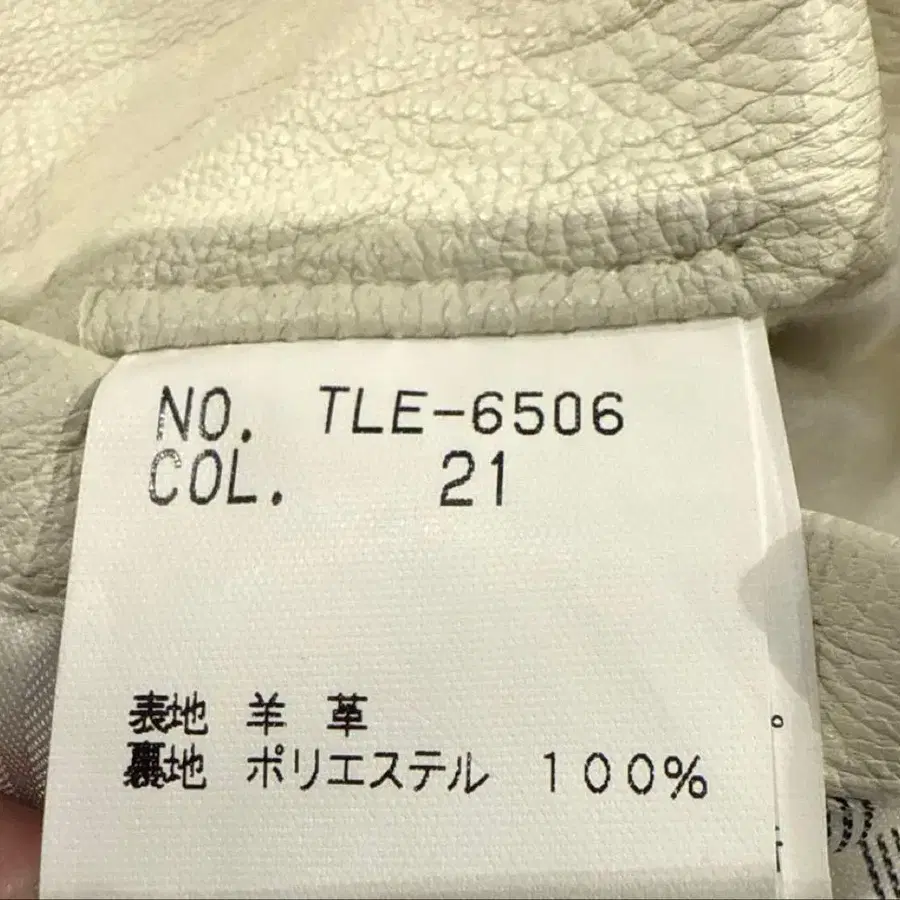 NO. TLE-6506
COL. 21
表地 羊 革
裏地 ポリエステル 100%